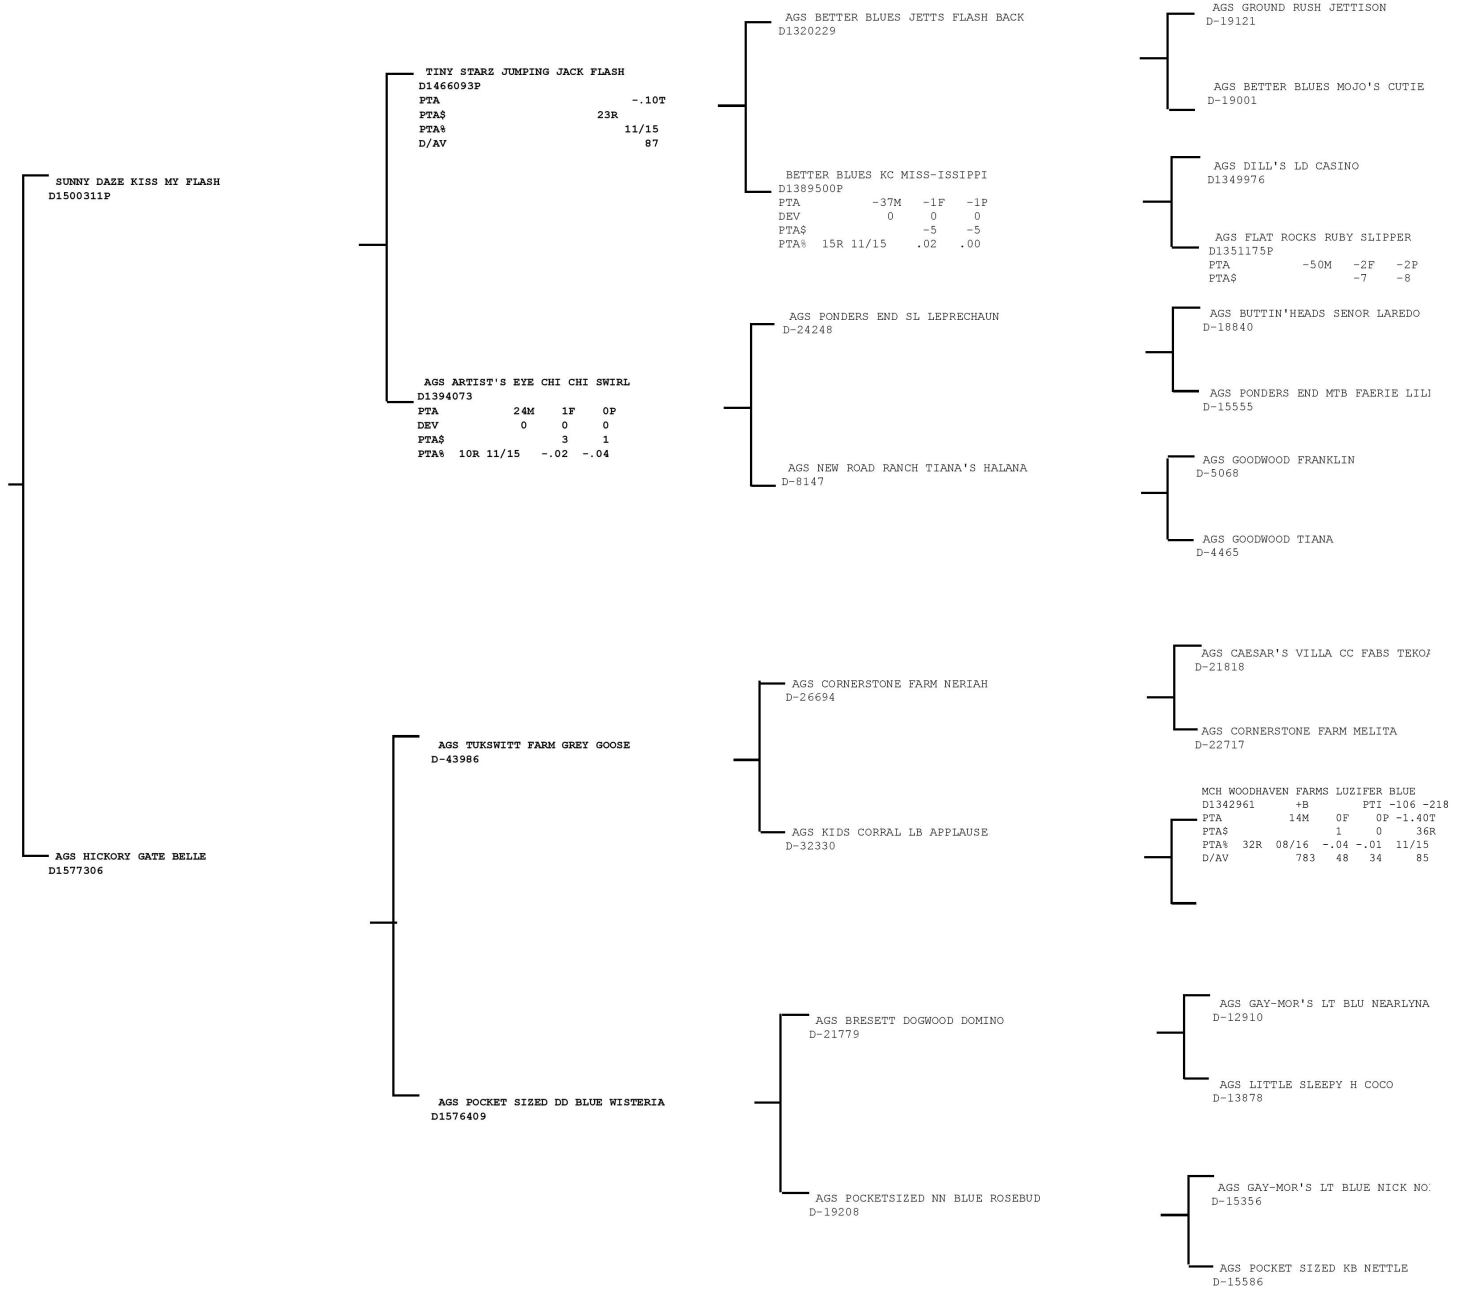 SUNNY DAZE KISS MY FLASH
D1500311P
AGS HICKORY GATE BELLE
D1577306
TINY STARZ JUMPING JACK FLASH
D1466093P
PTA -.10T
PTA$ 23R
PTA% 11/15
D/AV 87
AGS ARTIST'S EYE CHI CHI SWIRL
D1394073
PTA 24M 1F 0P
DEV 0 0 0
PTA$ 3 1
PTA% 10R 11/15 -.02 -.04
AGS TUKSWITT FARM GREY GOOSE
D-43986
AGS POCKET SIZED DD BLUE WISTERIA
D1576409
AGS BETTER BLUES JETTS FLASH BACK
D1320229
BETTER BLUES KC MISS-ISSIPPI
D1389500P
PTA -37M -1F -1P
DEV 0 0 0
PTA$ -5 -5
PTA% 15R 11/15 .02 .00
AGS PONDERS END SL LEPRECHAUN
D-24248
AGS NEW ROAD RANCH TIANA'S HALANA
D-8147
AGS CORNERSTONE FARM NERIAH
D-26694
AGS KIDS CORRAL LB APPLAUSE
D-32330
AGS BRESETT DOGWOOD DOMINO
D-21779
AGS POCKETSIZED NN BLUE ROSEBUD
D-19208
AGS GROUND RUSH JETTISON
D-19121
AGS BETTER BLUES MOJO'S CUTIE
D-19001
AGS DILL'S LD CASINO
D1349976
AGS FLAT ROCKS RUBY SLIPPER
D1351175P
PTA -50M -2F -2P
PTA$ -7 -8
AGS BUTTIN'HEADS SENOR LAREDO
D-18840
AGS PONDERS END MTB FAERIE
D-15555
AGS GOODWOOD FRANKLIN
D-5068
AGS GOODWOOD TIANA
D-4465
AGS CAESAR'S VILLA CC FABS
D-21818
AGS CORNERSTONE FARM MELITA
D-22717
MCH WOODHAVEN FARMS LUZIFER BLUE
D1342961 +B PTI -106 -218
PTA 14M 0F 0P -1.40T
PTA$ 1 0 36R
PTA% 32R 08/16 -.04 -.01 11/15
D/AV 783 48 34 85
AGS GAY-MOR'S LT BLU NEARLYNA
D-12910
AGS LITTLE SLEEPY H COCO
D-13878
AGS GAY-MOR'S LT BLUE NICK
D-15356
AGS POCKET SIZED KB NETTLE
D-15586